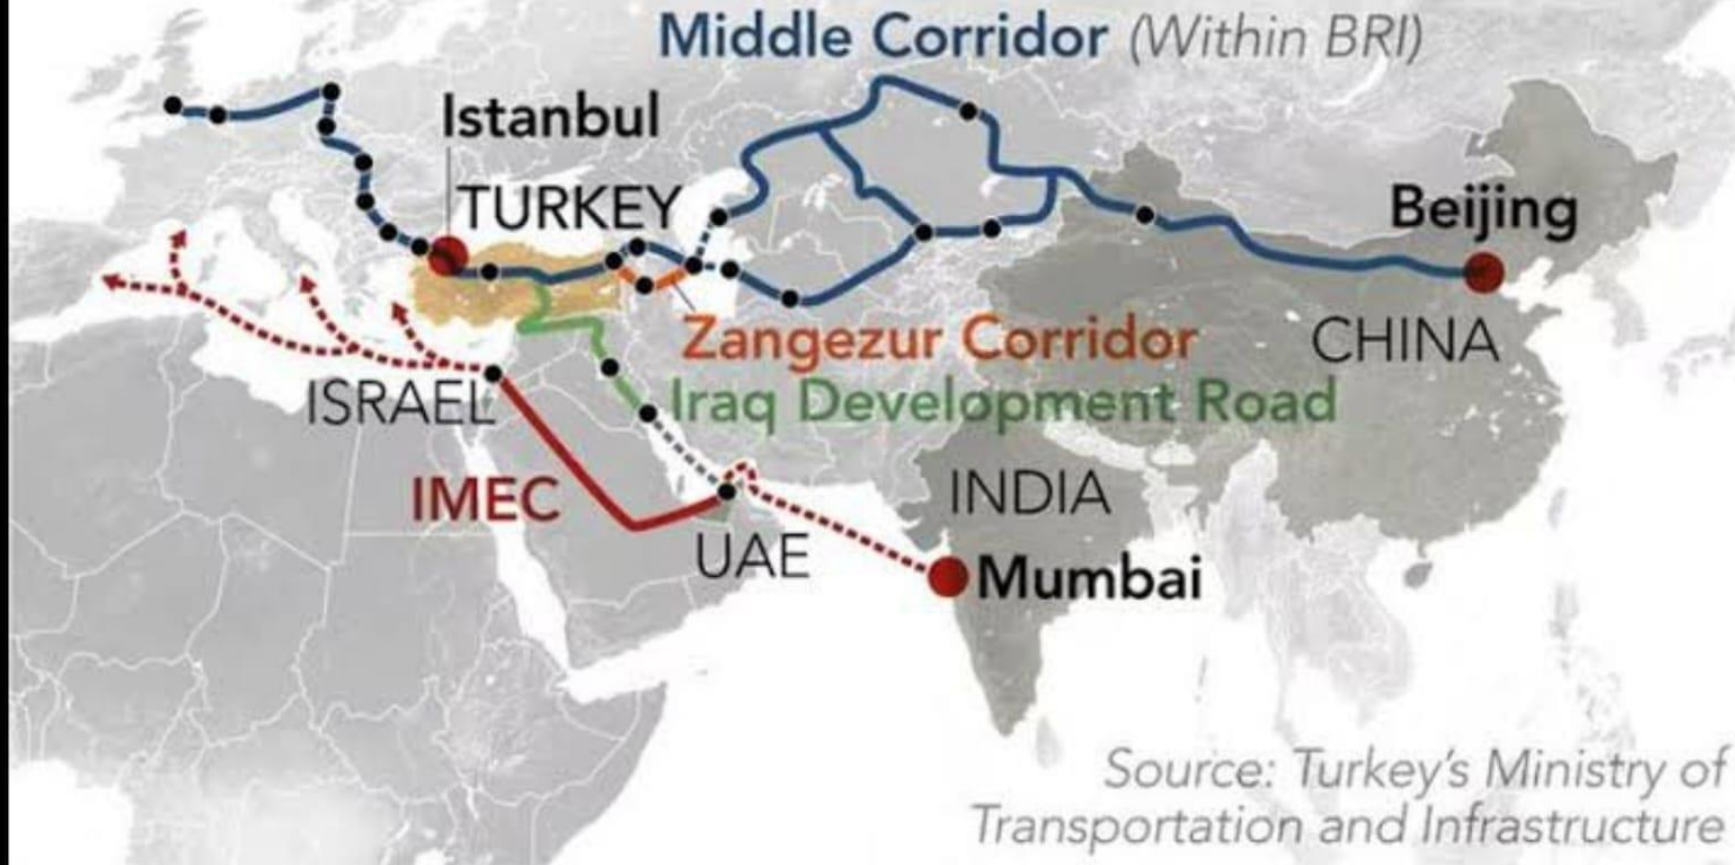 Middle Corridor (Within BRI)
Istanbul
TURKEY
Beijing
Zangezur Corridor
CHINA
ISRAEL
Iraq Development Road
IMEC
INDIA
UAE
Mumbai
Source: Turkey's Ministry of
Transportation and Infrastructure